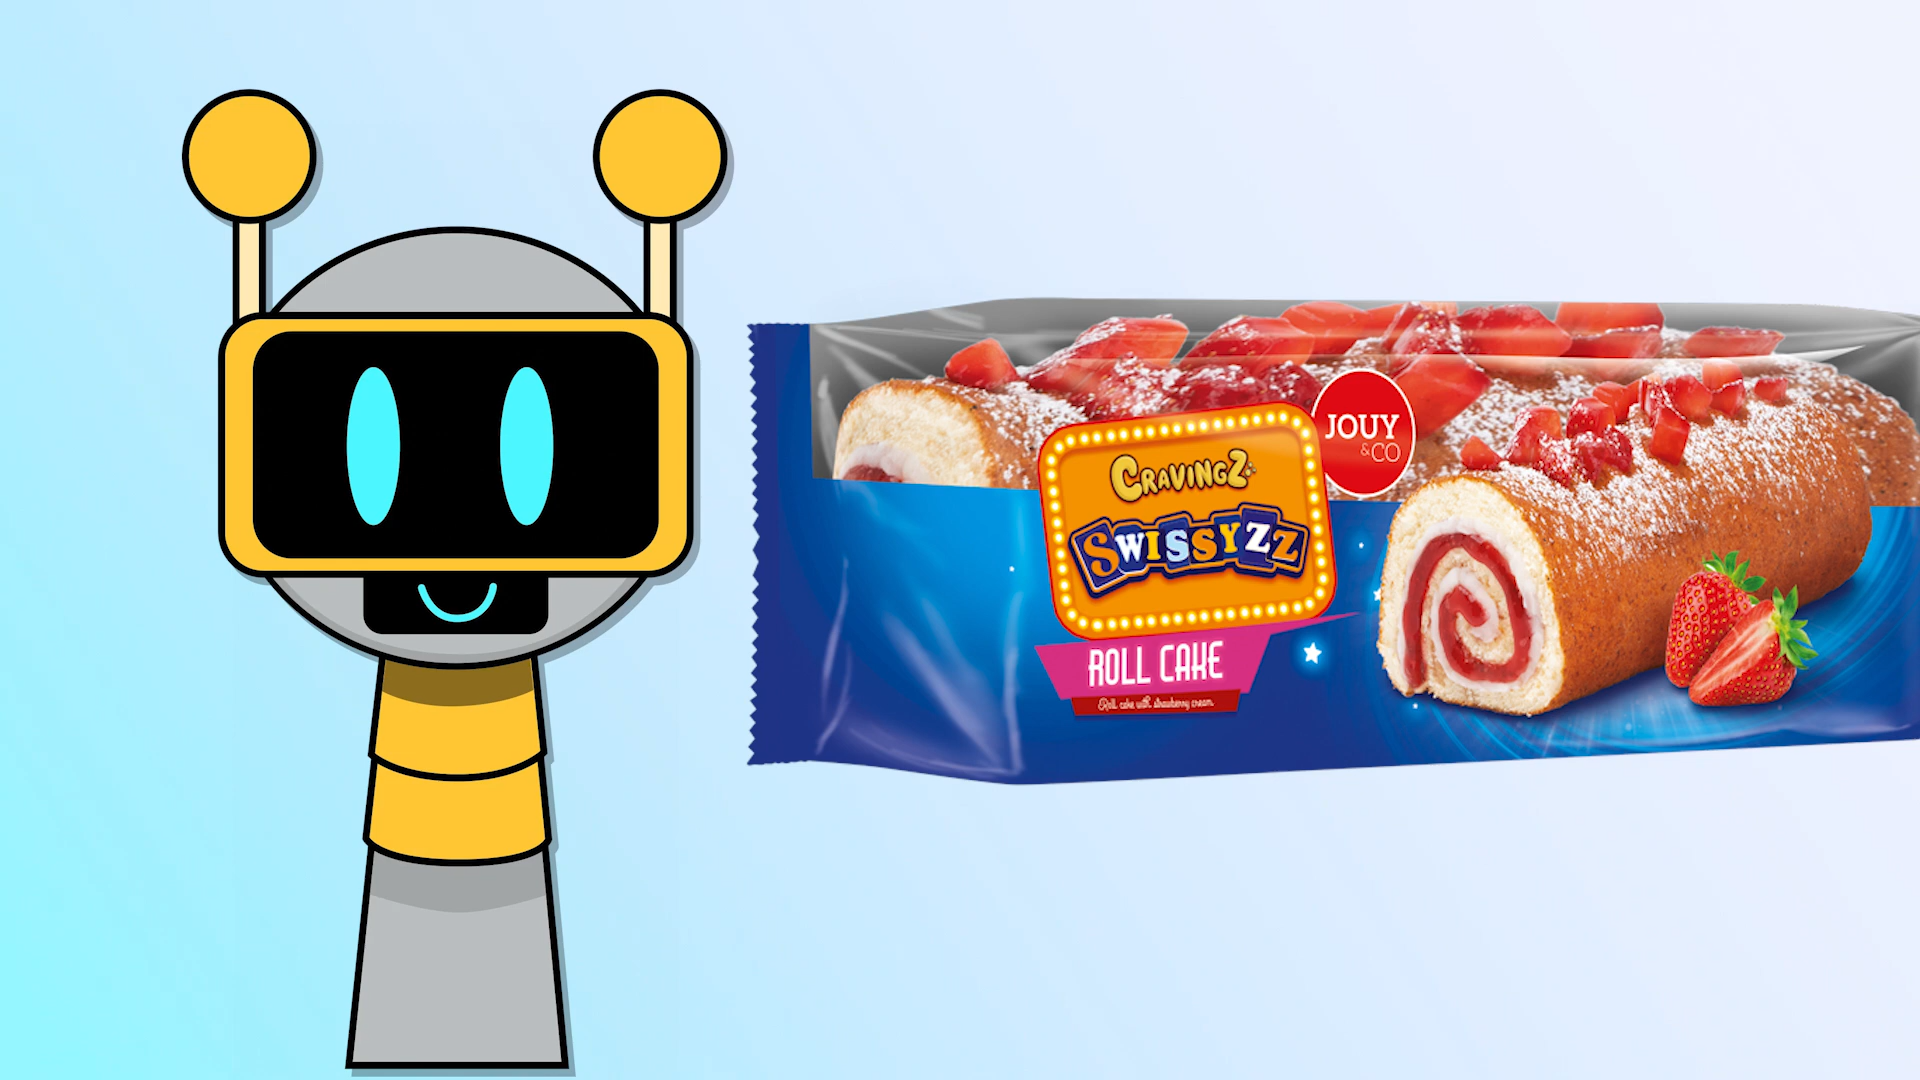 CRAVINGZ
SWISSYZZ
JOUY
&CO
ROLL CAKE
Roll cake with strawberry cream